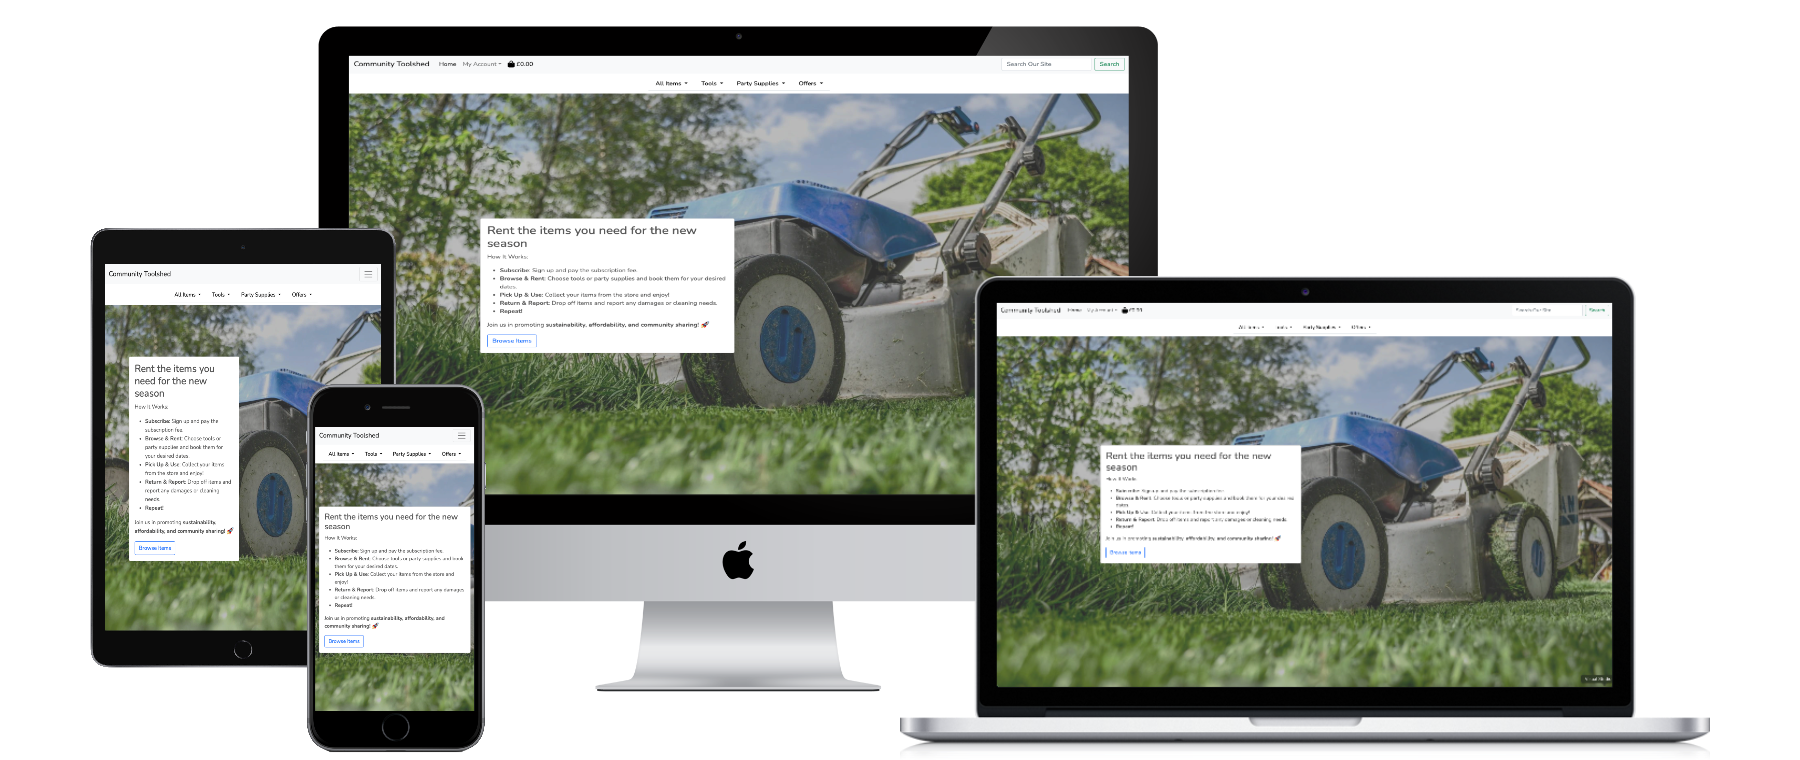 Community Toolshed Home My Account £0.00 Search Our Site Search
All Items Tools Party Supplies Offers
Rent the items you need for the new
season
How It Works:
• Subscribe: Sign up and pay the subscription fee.
• Browse & Rent: Choose tools or party supplies and book them for your desired
dates.
• Pick Up & Use: Collect your items from the store and enjoy!
• Return & Report: Drop off items and report any damages or cleaning needs.
• Repeat!
Join us in promoting sustainability, affordability, and community sharing! 🚀
Browse Items
Community Toolshed
All Items Tools Party Supplies Offers
Rent the items you
need for the new
season
How It Works:
• Subscribe: Sign up and pay the
subscription fee.
• Browse & Rent: Choose tools or
party supplies and book them for
your desired dates.
• Pick Up & Use: Collect your items
from the store and enjoy!
• Return & Report: Drop off items and
report any damages or cleaning
needs.
• Repeat!
Join us in promoting sustainability,
affordability, and community sharing! 🚀
Browse Items
Community Toolshed
All Items Tools Party Supplies Offers
Rent the items you need for the new
season
How It Works:
• Subscribe: Sign up and pay the subscription fee.
• Browse & Rent: Choose tools or party supplies and book
them for your desired dates.
• Pick Up & Use: Collect your items from the store and
enjoy!
• Return & Report: Drop off items and report any damages
or cleaning needs.
• Repeat!
Join us in promoting sustainability, affordability, and
community sharing! 🚀
Browse Items
Community Toolshed Home My Account £0.00 Search Our Site Search
All Items Tools Party Supplies Offers
Rent the items you need for the new
season
How It Works:
• Subscribe: Sign up and pay the subscription fee.
• Browse & Rent: Choose tools or party supplies and book them for your desired
dates.
• Pick Up & Use: Collect your items from the store and enjoy!
• Return & Report: Drop off items and report any damages or cleaning needs.
• Repeat!
Join us in promoting sustainability, affordability, and community sharing! 🚀
Browse Items